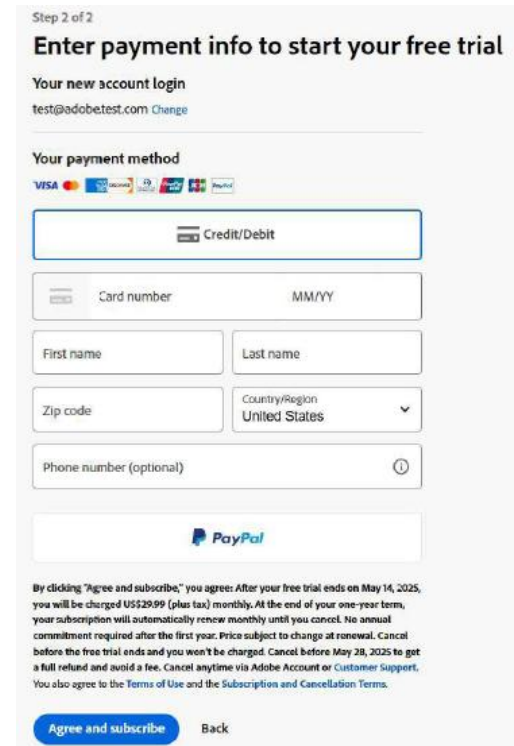 Step 2 of 2
Enter payment info to start your free trial
Your new account login
test@adobetest.com Change
Your payment method
VISA DISCOVER PayPal
Credit/Debit
Card number MM/YY
First name Last name
Zip code Country/Region
United States
Phone number (optional)
PayPal
By clicking "Agree and subscribe," you agree: After your free trial ends on May 14, 2025,
you will be charged US$29.99 (plus tax) monthly. At the end of your one-year term,
your subscription will automatically renew monthly until you cancel. No annual
commitment required after the first year. Price subject to change at renewal. Cancel
before the free trial ends and you won't be charged. Cancel before May 28, 2025 to get
a full refund and avoid a fee. Cancel anytime via Adobe Account or Customer Support.
You also agree to the Terms of Use and the Subscription and Cancellation Terms.
Agree and subscribe Back